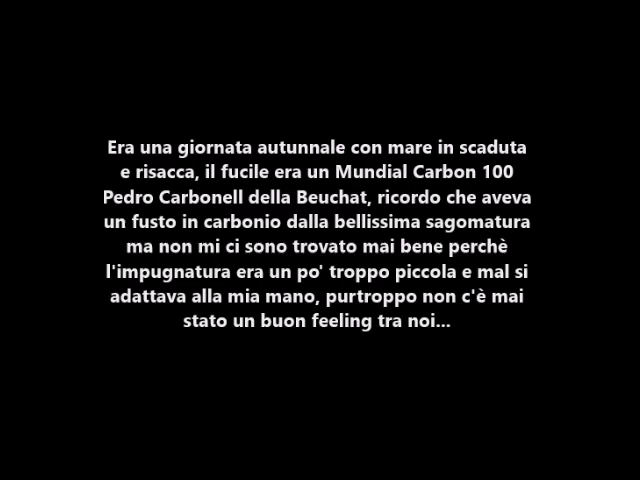 Era una giornata autunnale con mare in scaduta
e risacca, il fucile era un Mundial Carbon 100
Pedro Carbonell della Beuchat, ricordo che aveva
un fusto in carbonio dalla bellissima sagomatura
ma non mi ci sono trovato mai bene perchè
l'impugnatura era un po' troppo piccola e mal si
adattava alla mia mano, purtroppo non c'è mai
stato un buon feeling tra noi...